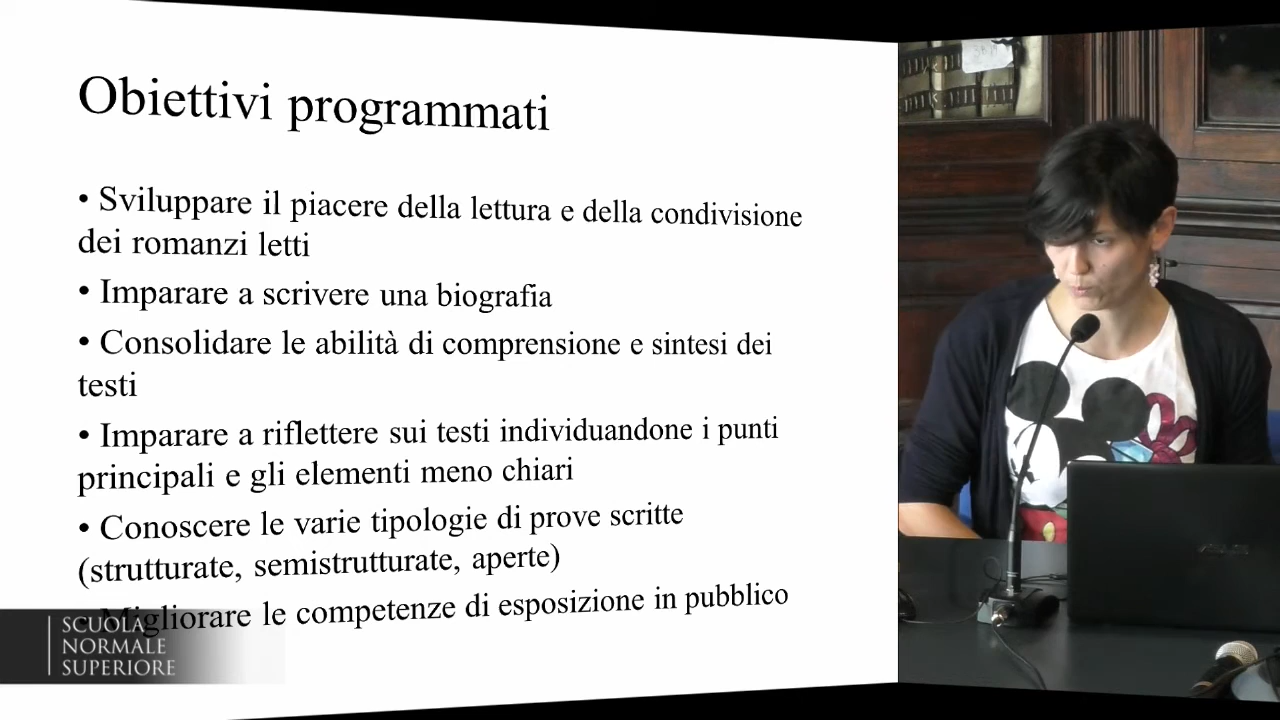 Obiettivi programmati
• Sviluppare il piacere della lettura e della condivisione
dei romanzi letti
• Imparare a scrivere una biografia
• Consolidare le abilità di comprensione e sintesi dei
testi
• Imparare a riflettere sui testi individuandone i punti
principali e gli elementi meno chiari
• Conoscere le varie tipologie di prove scritte
(strutturate, semistrutturate, aperte)
• Migliorare le competenze di esposizione in pubblico
SCUOLA
NORMALE
SUPERIORE